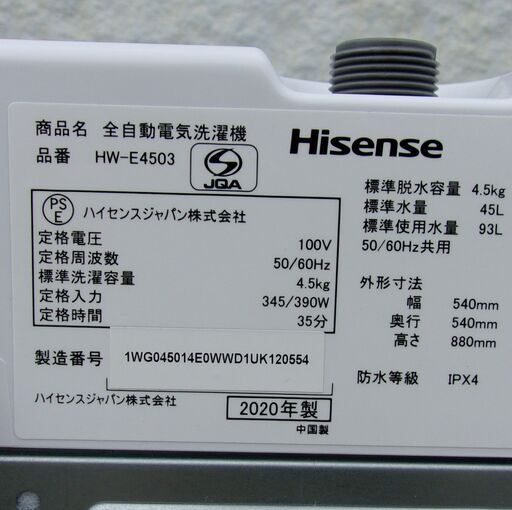 商品名 全自動電気洗濯機
品番 HW-E4503
S
JQA
Hisense
PS
E
ハイセンスジャパン株式会社
定格電圧 100V
定格周波数 50/60Hz
標準洗濯容量 4.5kg
定格入力 345/390W
定格時間 35分
標準脱水容量 4.5kg
標準水量 45L
標準使用水量 93L
50/60Hz共用
外形寸法
幅 540mm
奥行 540mm
高さ 880mm
防水等級 IPX4
製造番号 1WG045014E0WWD1UK120554
ハイセンスジャパン株式会社 2020年製
中国製